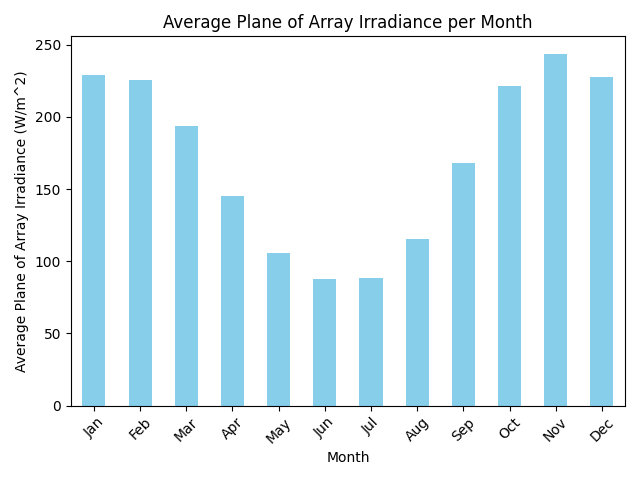 Average Plane of Array Irradiance per Month
Average Plane of Array Irradiance (W/m^2)
250
200
150
100
50
0
Jan
Feb
Mar
Apr
May
Jun
Jul
Aug
Sep
Oct
Nov
Dec
Month